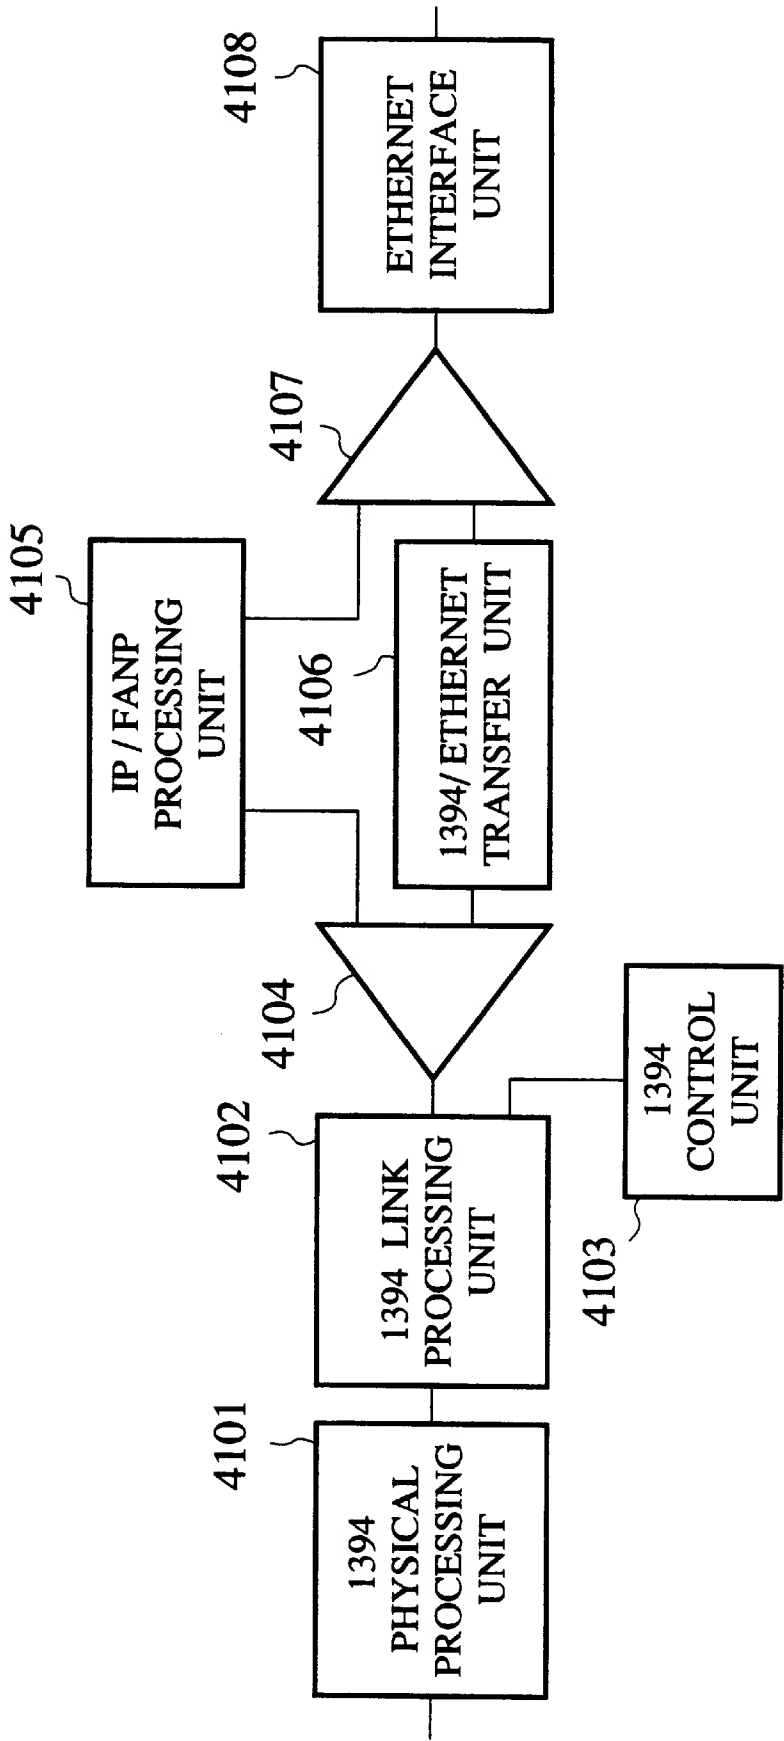 4101
1394
PHYSICAL
PROCESSING
UNIT
4102
1394 LINK
PROCESSING
UNIT
4103
1394
CONTROL
UNIT
4104
4105
IP / FANP
PROCESSING
UNIT
4106
1394/ ETHERNET
TRANSFER UNIT
4107
4108
ETHERNET
INTERFACE
UNIT